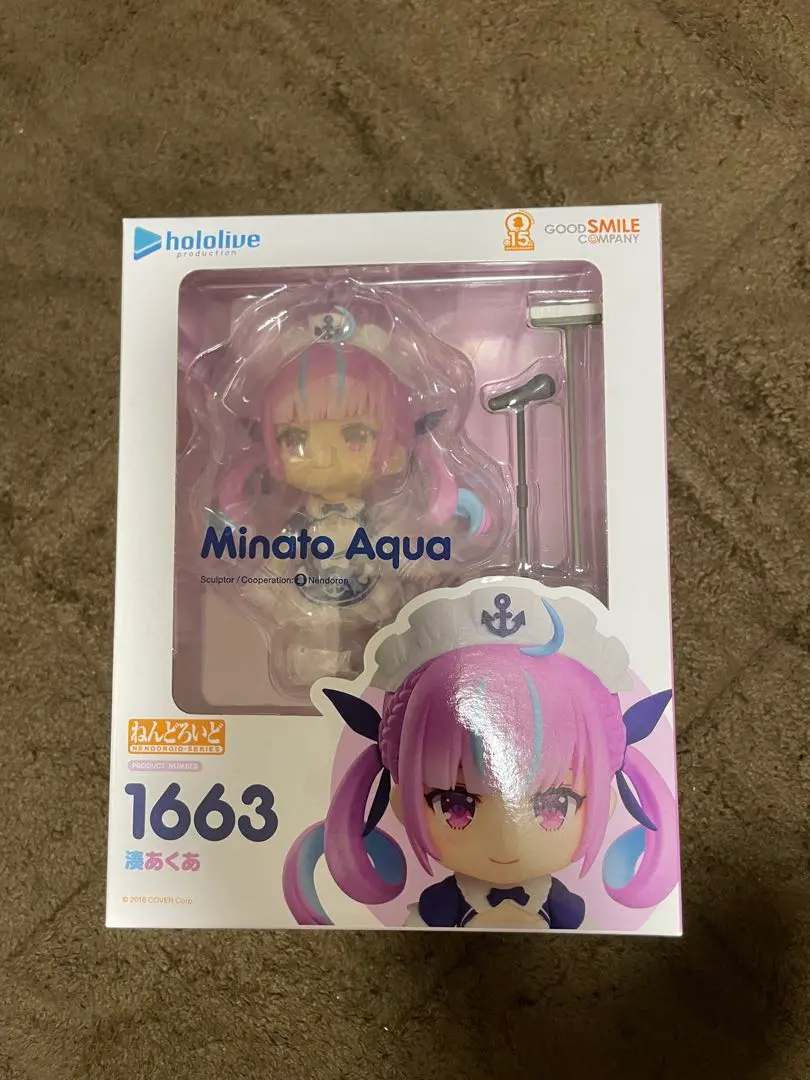 hololive
production
15
GOOD SMILE
COMPANY
Minato Aqua
Sculptor / Cooperation: Nendoron
ねんどろいど
NENDOROID-SERIES
PRODUCT NUMBER
1663
湊あくあ
© 2016 COVER Corp.